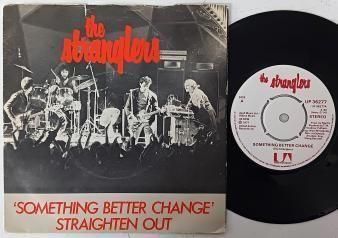 the
stranglers
'SOMETHING BETTER CHANGE'
STRAIGHTEN OUT
the stranglers
UP 36277
STEREO
SOMETHING BETTER CHANGE